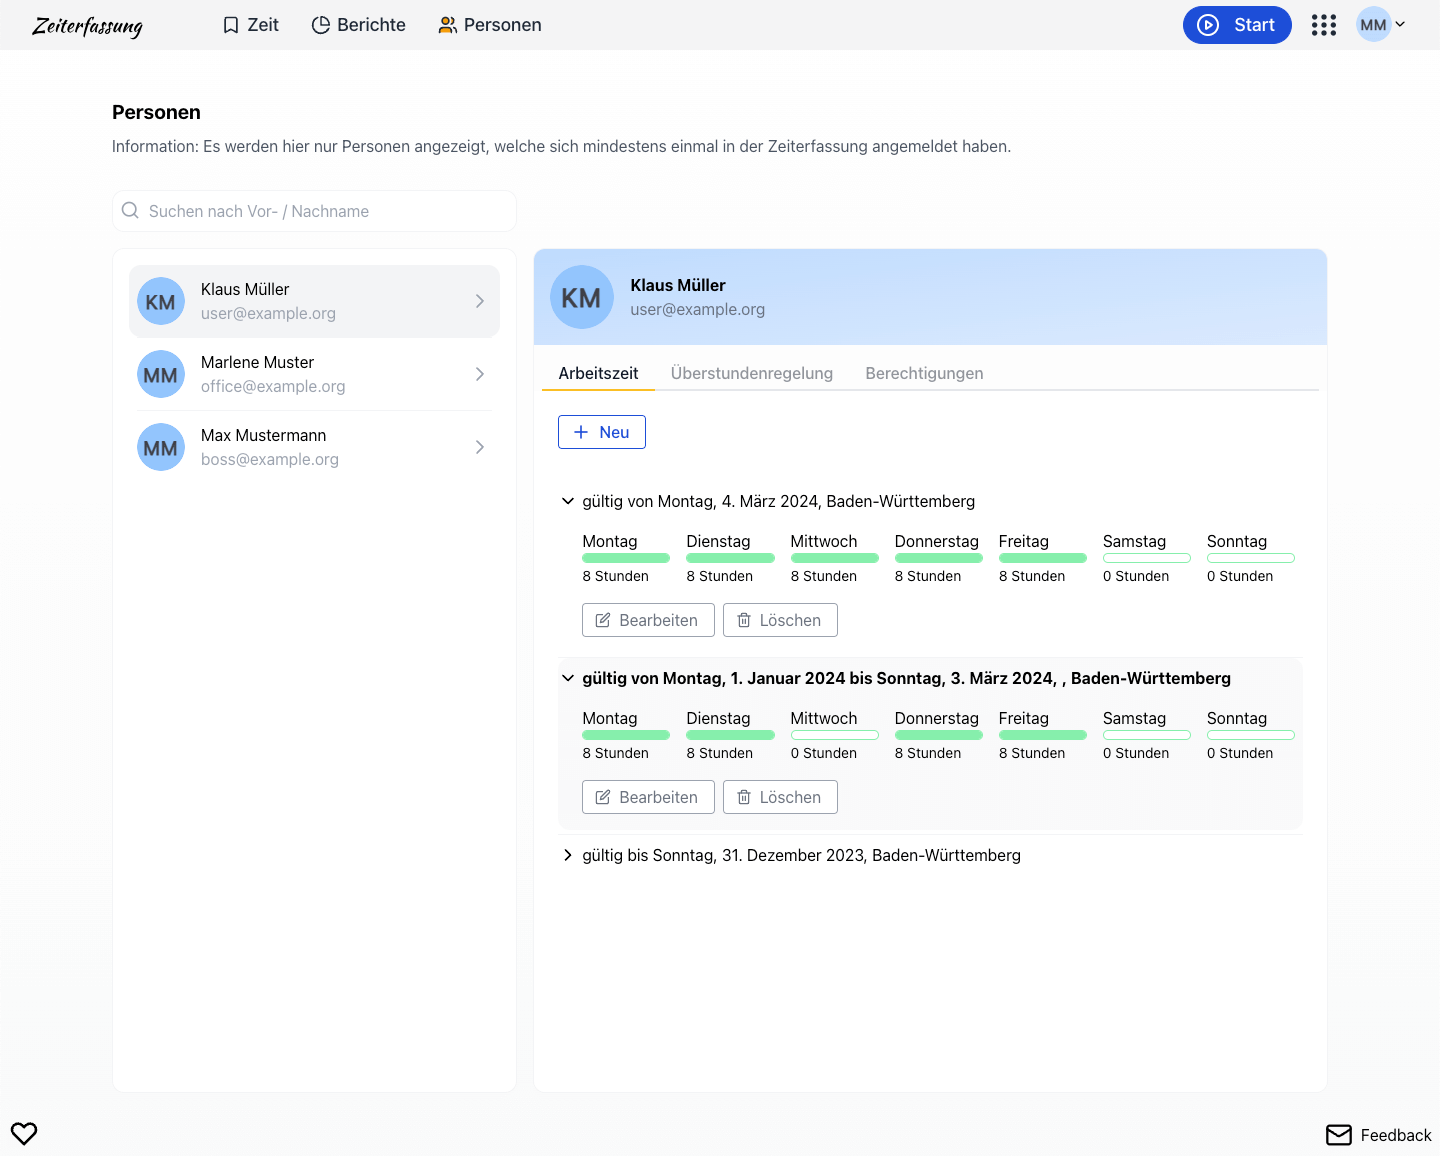 Zeiterfassung
Zeit
Berichte
Personen
Start
MM
Personen
Information: Es werden hier nur Personen angezeigt, welche sich mindestens einmal in der Zeiterfassung angemeldet haben.
Suchen nach Vor- / Nachname
KM
Klaus Müller
user@example.org
MM
Marlene Muster
office@example.org
MM
Max Mustermann
boss@example.org
KM
Klaus Müller
user@example.org
Arbeitszeit Überstundenregelung Berechtigungen
Neu
gültig von Montag, 4. März 2024, Baden-Württemberg
Montag Dienstag Mittwoch Donnerstag Freitag Samstag Sonntag
8 Stunden 8 Stunden 8 Stunden 8 Stunden 8 Stunden 0 Stunden 0 Stunden
Bearbeiten Löschen
gültig von Montag, 1. Januar 2024 bis Sonntag, 3. März 2024, , Baden-Württemberg
Montag Dienstag Mittwoch Donnerstag Freitag Samstag Sonntag
8 Stunden 8 Stunden 0 Stunden 8 Stunden 8 Stunden 0 Stunden 0 Stunden
Bearbeiten Löschen
gültig bis Sonntag, 31. Dezember 2023, Baden-Württemberg
Feedback